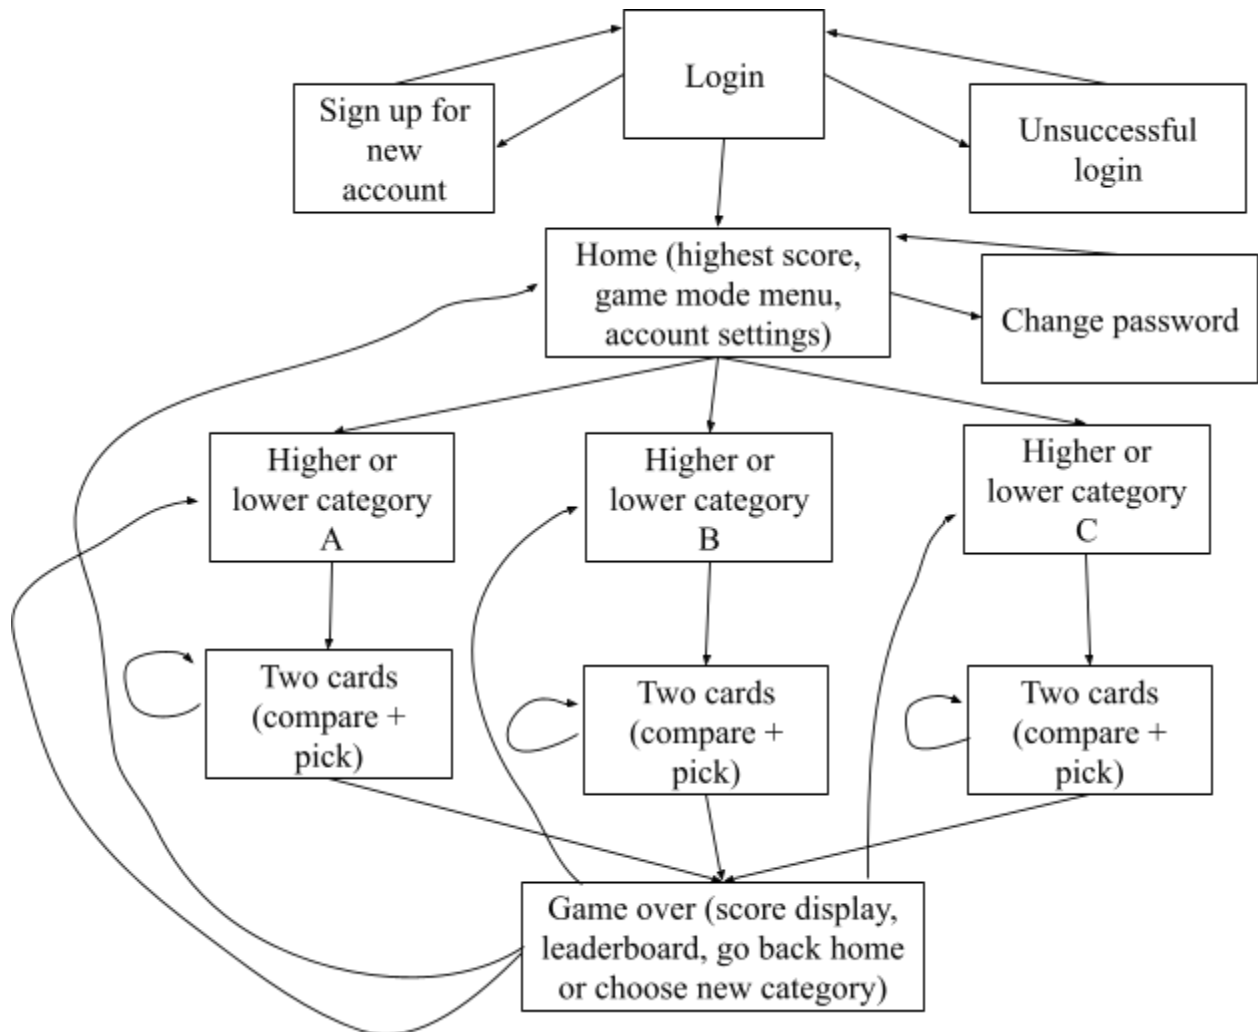 Login
Sign up for
new
account
Unsuccessful
login
Home (highest score,
game mode menu,
account settings)
Change password
Higher or
lower category
A
Higher or
lower category
B
Higher or
lower category
C
Two cards
(compare +
pick)
Two cards
(compare +
pick)
Two cards
(compare +
pick)
Game over (score display,
leaderboard, go back home
or choose new category)